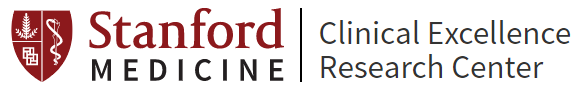 Stanford
MEDICINE
Clinical Excellence
Research Center